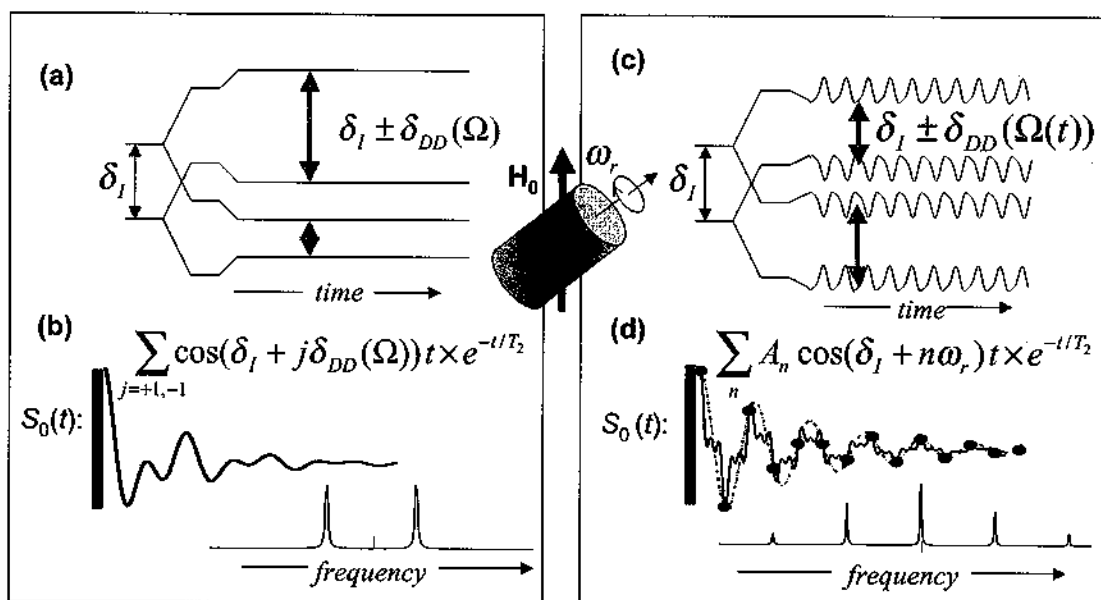 (a)
δ_I ± δ_DD(Ω)
δ_I
time
(b)
∑ cos(δ_I + jδ_DD(Ω)) t × e^{-t/T_2}
j=+1,-1
S_0(t):
frequency
H_0
ω_r
(c)
δ_I ± δ_DD(Ω(t))
δ_I
time
(d)
∑ A_n cos(δ_I + nω_r) t × e^{-t/T_2}
n
S_0(t):
frequency